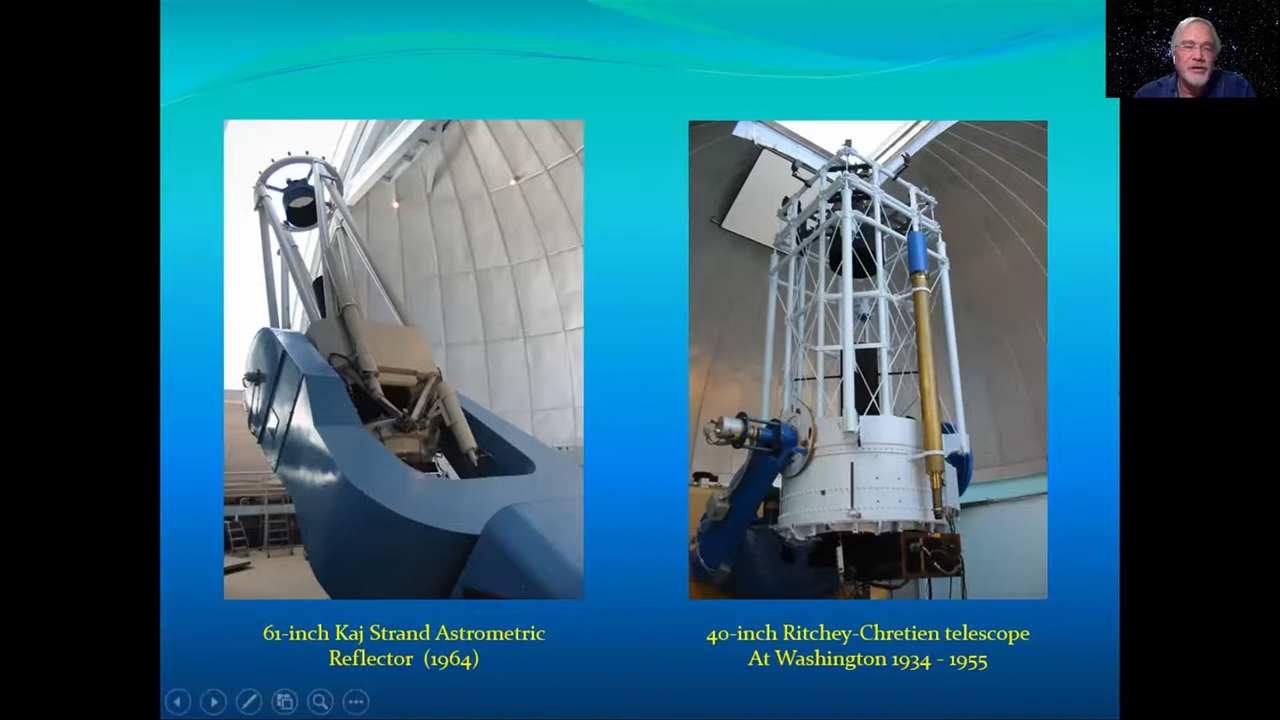 61-inch Kaj Strand Astrometric
Reflector (1964)
40-inch Ritchey-Chretien telescope
At Washington 1934 - 1955